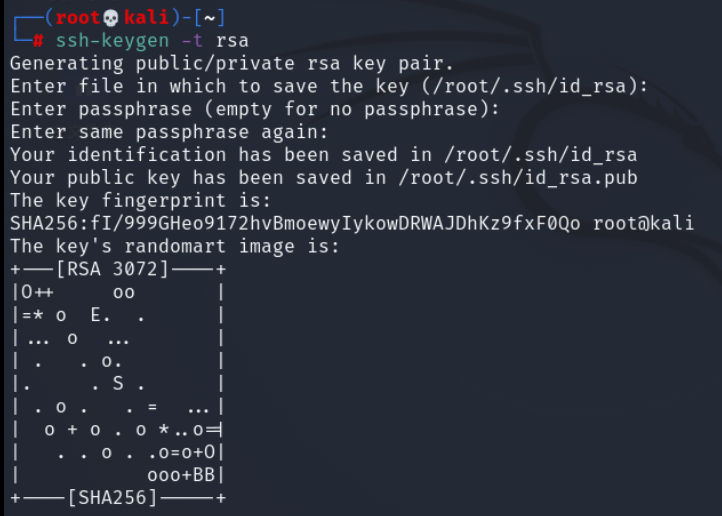 ┌──(root💀kali)-[~]
└─# ssh-keygen -t rsa
Generating public/private rsa key pair.
Enter file in which to save the key (/root/.ssh/id_rsa):
Enter passphrase (empty for no passphrase):
Enter same passphrase again:
Your identification has been saved in /root/.ssh/id_rsa
Your public key has been saved in /root/.ssh/id_rsa.pub
The key fingerprint is:
SHA256:fI/999GHeo9172hvBmoewyIykowDRWAJDhKz9fxF0Qo root@kali
The key's randomart image is:
+---[RSA 3072]----+
|O++     oo       |
|=* o  E.  .      |
|... o   ...      |
| .   . o.        |
|.     . S .      |
| . o .   . =  ...|
|  o + o . o *..o=|
|   . . o . .o=o+O|
|           ooo+BB|
+----[SHA256]-----+